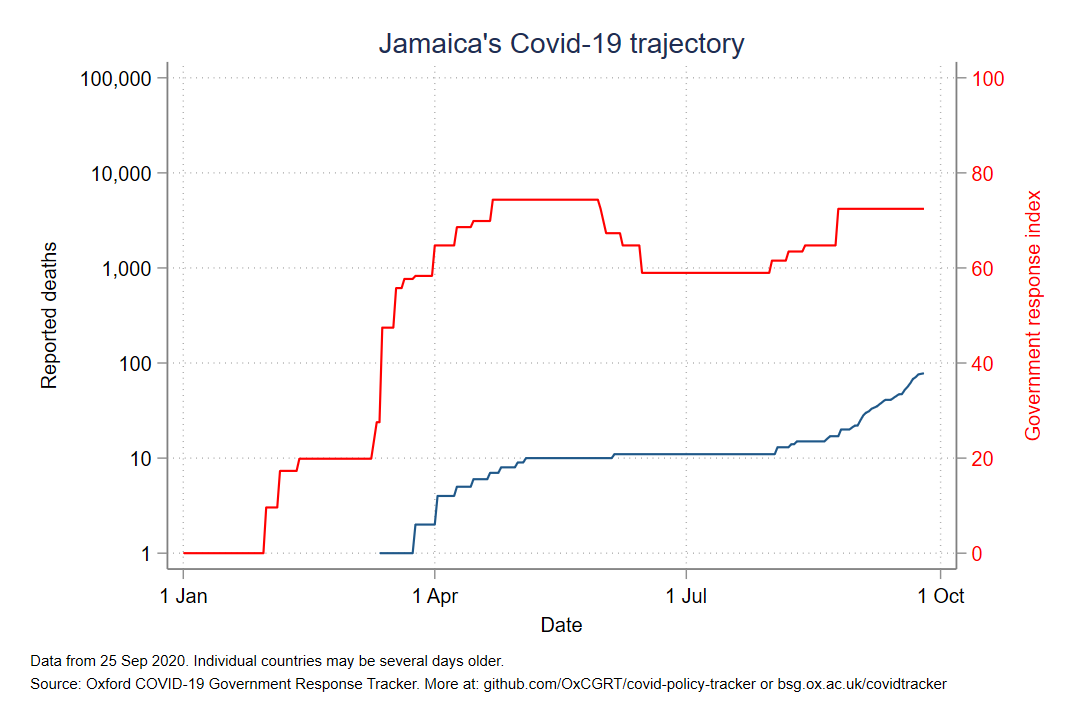 Jamaica's Covid-19 trajectory
100,000
10,000
1,000
100
10
1
Reported deaths
100
80
60
40
20
0
Government response index
1 Jan
1 Apr
1 Jul
1 Oct
Date
Data from 25 Sep 2020. Individual countries may be several days older.
Source: Oxford COVID-19 Government Response Tracker. More at: github.com/OxCGRT/covid-policy-tracker or bsg.ox.ac.uk/covidtracker